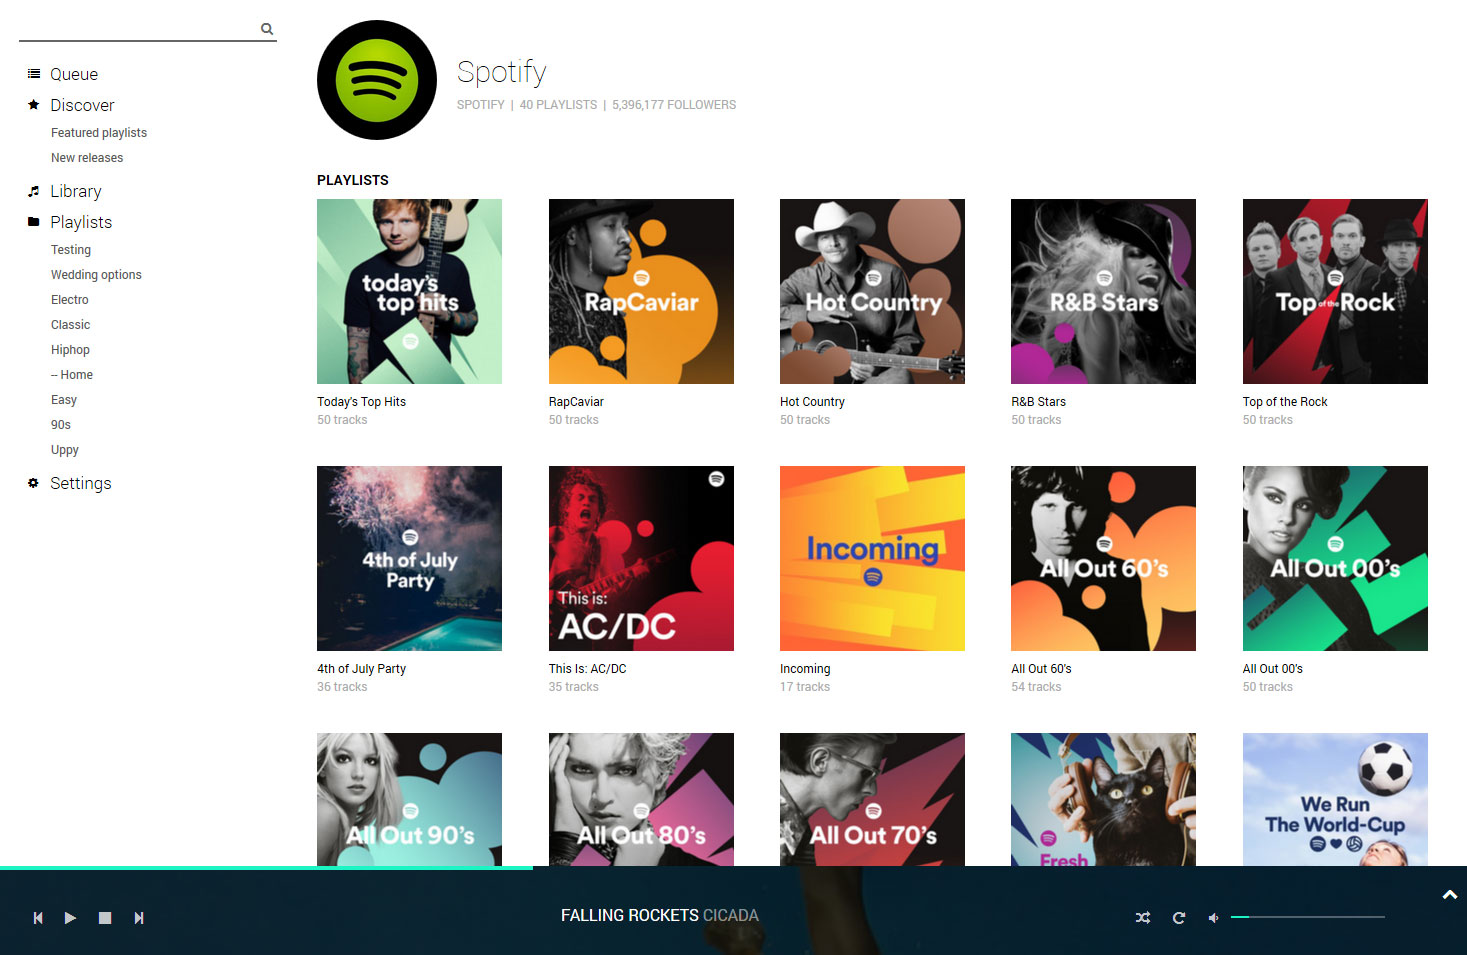 Queue
Discover
Featured playlists
New releases
Library
Playlists
Testing
Wedding options
Electro
Classic
Hiphop
-- Home
Easy
90s
Uppy
Settings
Spotify
SPOTIFY | 40 PLAYLISTS | 5,396,177 FOLLOWERS
PLAYLISTS
today's
top hits
Today's Top Hits
50 tracks
RapCaviar
RapCaviar
50 tracks
Hot Country
Hot Country
50 tracks
R&B Stars
R&B Stars
50 tracks
Top of the Rock
Top of the Rock
50 tracks
4th of July
Party
4th of July Party
36 tracks
This is:
AC/DC
This Is: AC/DC
35 tracks
Incoming
Incoming
17 tracks
All Out 60's
All Out 60's
54 tracks
All Out 00's
All Out 00's
50 tracks
All Out 90's
All Out 80's
All Out 70's
Fresh
We Run
The World-Cup
FALLING ROCKETS CICADA